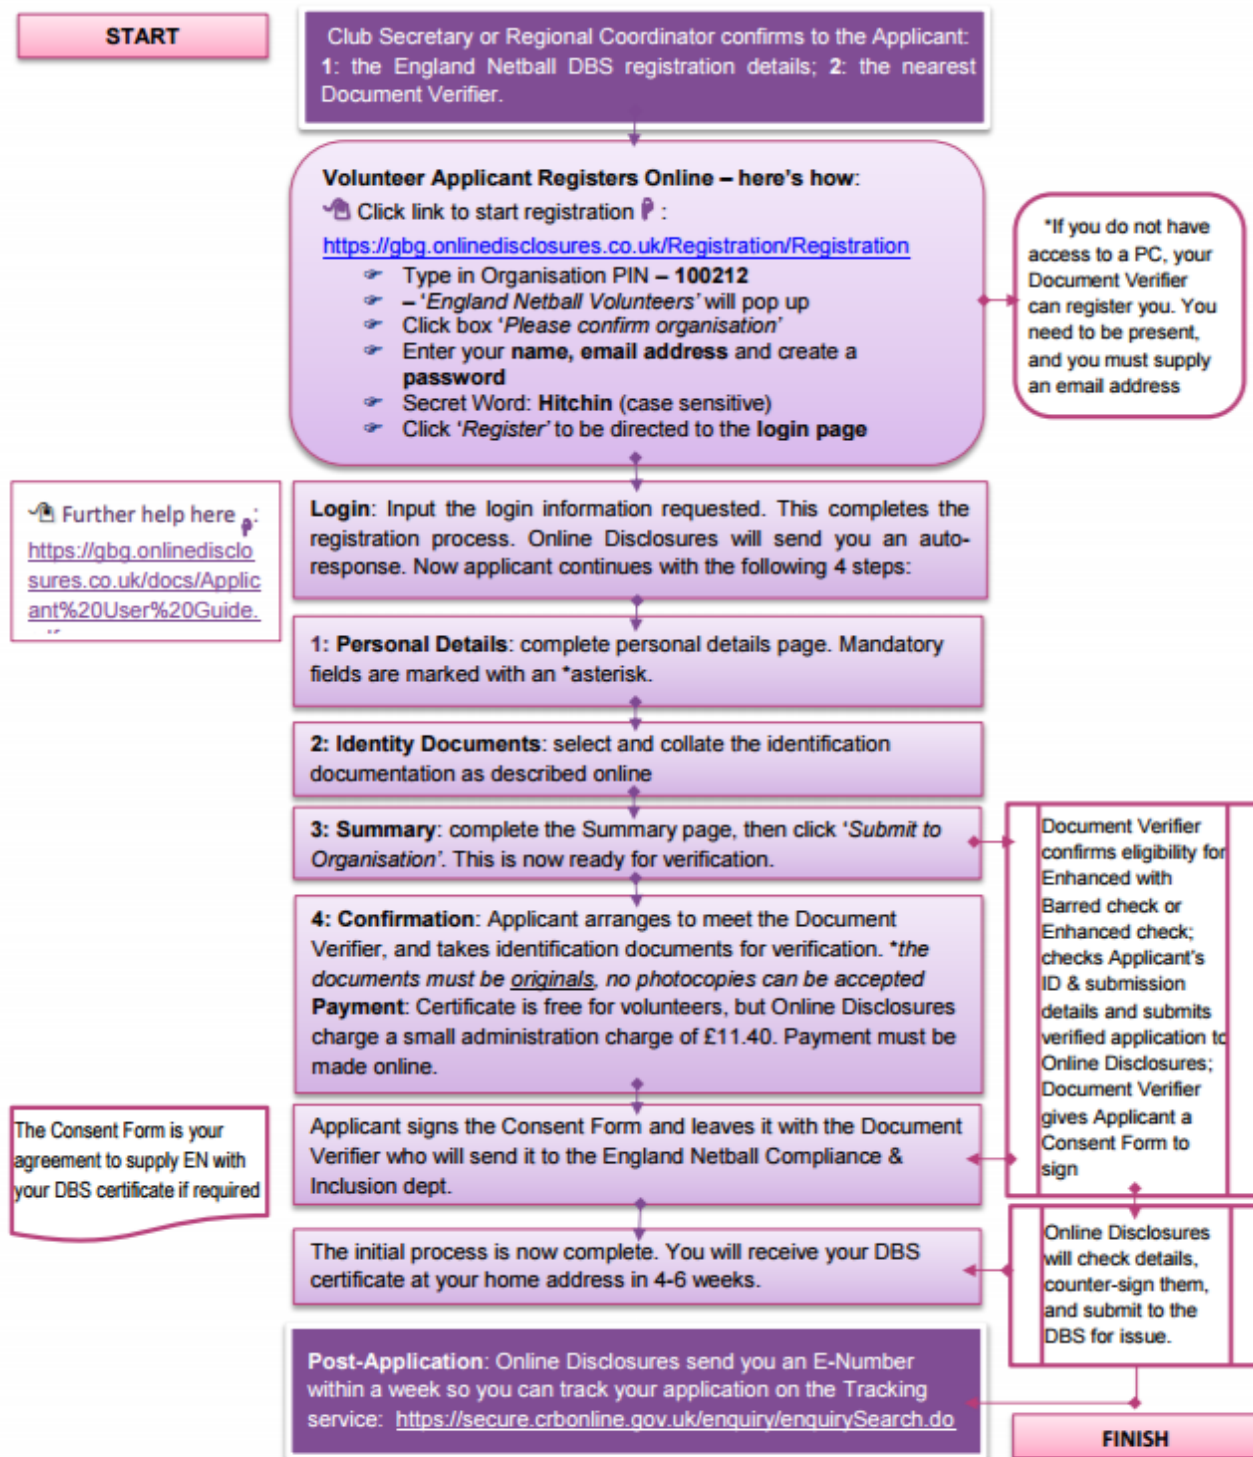 START
Club Secretary or Regional Coordinator confirms to the Applicant:
1: the England Netball DBS registration details; 2: the nearest
Document Verifier.
Volunteer Applicant Registers Online – here's how:
Click link to start registration :
https://gbg.onlinedisclosures.co.uk/Registration/Registration
Type in Organisation PIN – 100212
– 'England Netball Volunteers' will pop up
Click box 'Please confirm organisation'
Enter your name, email address and create a
password
Secret Word: Hitchin (case sensitive)
Click 'Register' to be directed to the login page
*If you do not have
access to a PC, your
Document Verifier
can register you. You
need to be present,
and you must supply
an email address
Further help here :
https://gbg.onlinedisclo
sures.co.uk/docs/Applic
ant%20User%20Guide.
Login: Input the login information requested. This completes the
registration process. Online Disclosures will send you an auto-
response. Now applicant continues with the following 4 steps:
1: Personal Details: complete personal details page. Mandatory
fields are marked with an *asterisk.
2: Identity Documents: select and collate the identification
documentation as described online
3: Summary: complete the Summary page, then click 'Submit to
Organisation'. This is now ready for verification.
4: Confirmation: Applicant arranges to meet the Document
Verifier, and takes identification documents for verification. *the
documents must be originals, no photocopies can be accepted
Payment: Certificate is free for volunteers, but Online Disclosures
charge a small administration charge of £11.40. Payment must be
made online.
Document Verifier
confirms eligibility for
Enhanced with
Barred check or
Enhanced check;
checks Applicant's
ID & submission
details and submits
verified application to
Online Disclosures;
Document Verifier
gives Applicant a
Consent Form to
sign
The Consent Form is your
agreement to supply EN with
your DBS certificate if required
Applicant signs the Consent Form and leaves it with the Document
Verifier who will send it to the England Netball Compliance &
Inclusion dept.
The initial process is now complete. You will receive your DBS
certificate at your home address in 4-6 weeks.
Online Disclosures
will check details,
counter-sign them,
and submit to the
DBS for issue.
Post-Application: Online Disclosures send you an E-Number
within a week so you can track your application on the Tracking
service: https://secure.crbonline.gov.uk/enquiry/enquirySearch.do
FINISH